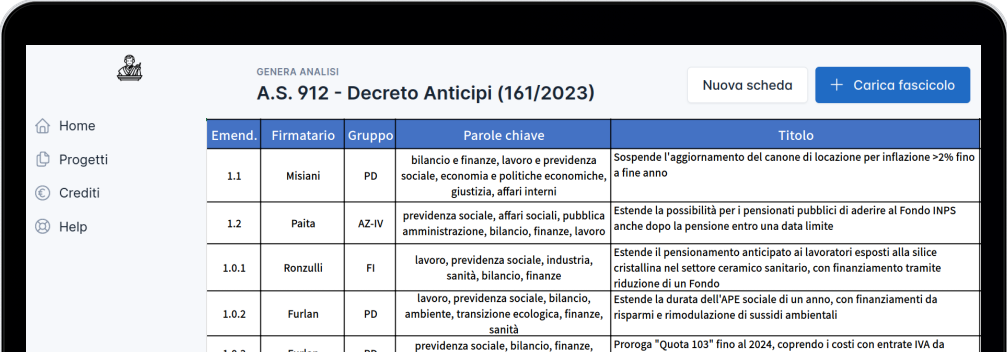 GENERA ANALISI
A.S. 912 - Decreto Anticipi (161/2023)
Nuova scheda
+ Carica fascicolo
Home
Progetti
Crediti
Help
Emend. Firmatario Gruppo Parole chiave Titolo
1.1 Misiani PD
bilancio e finanze, lavoro e previdenza
sociale, economia e politiche economiche,
giustizia, affari interni
Sospende l'aggiornamento del canone di locazione per inflazione >2% fino
a fine anno
1.2 Paita AZ-IV
previdenza sociale, affari sociali, pubblica
amministrazione, bilancio, finanze, lavoro
Estende la possibilità per i pensionati pubblici di aderire al Fondo INPS
anche dopo la pensione entro una data limite
1.0.1 Ronzulli FI
lavoro, previdenza sociale, industria,
sanità, bilancio, finanze
Estende il pensionamento anticipato ai lavoratori esposti alla silice
cristallina nel settore ceramico sanitario, con finanziamento tramite
riduzione di un Fondo
1.0.2 Furlan PD
lavoro, previdenza sociale, bilancio,
ambiente, transizione ecologica, finanze,
sanità
Estende la durata dell'APE sociale di un anno, con finanziamenti da
risparmi e rimodulazione di sussidi ambientali
previdenza sociale, bilancio, finanze,
Proroga "Quota 103" fino al 2024, coprendo i costi con entrate IVA da